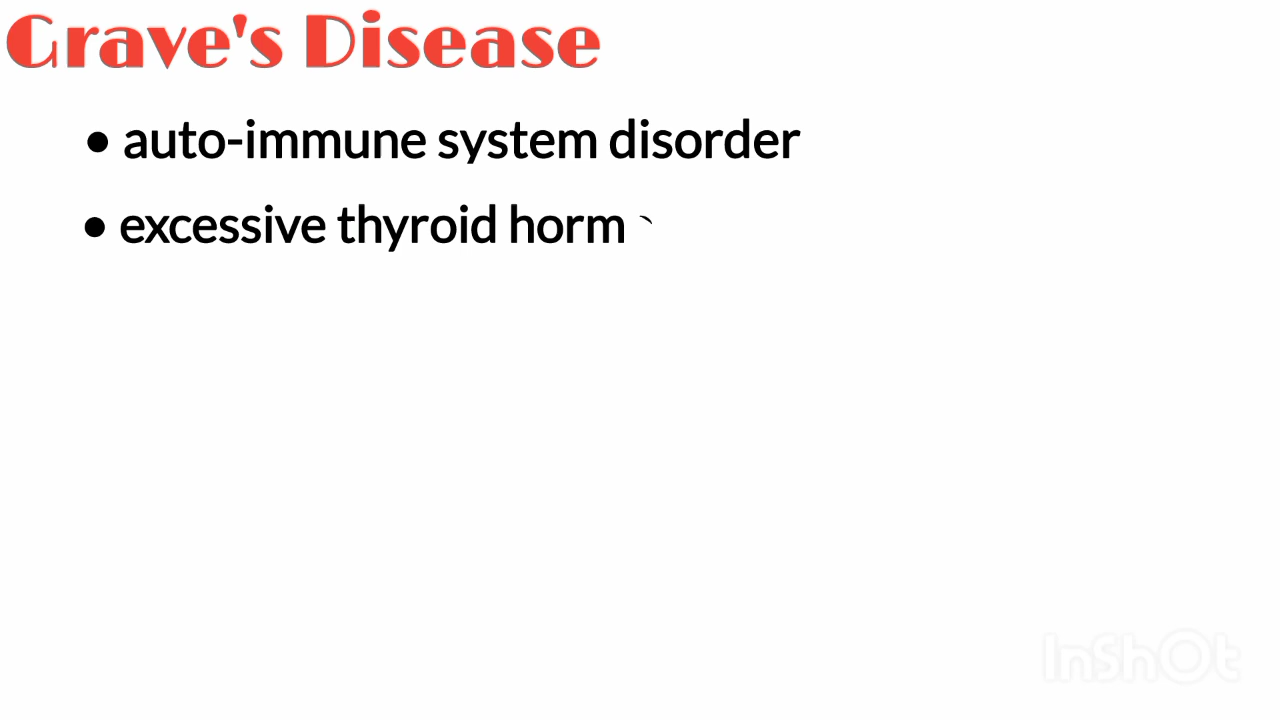 Grave's Disease
• auto-immune system disorder
• excessive thyroid horm
InShOt